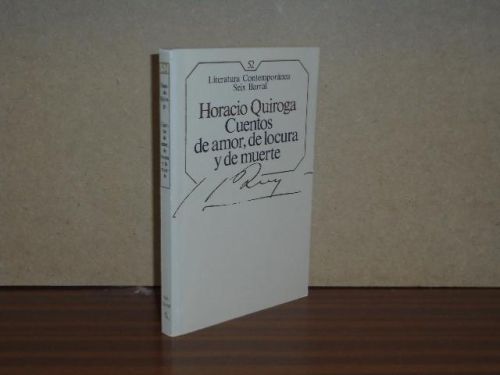 52
Literatura Contemporánea
Seix Barral
Horacio Quiroga
Cuentos
de amor, de locura
y de muerte